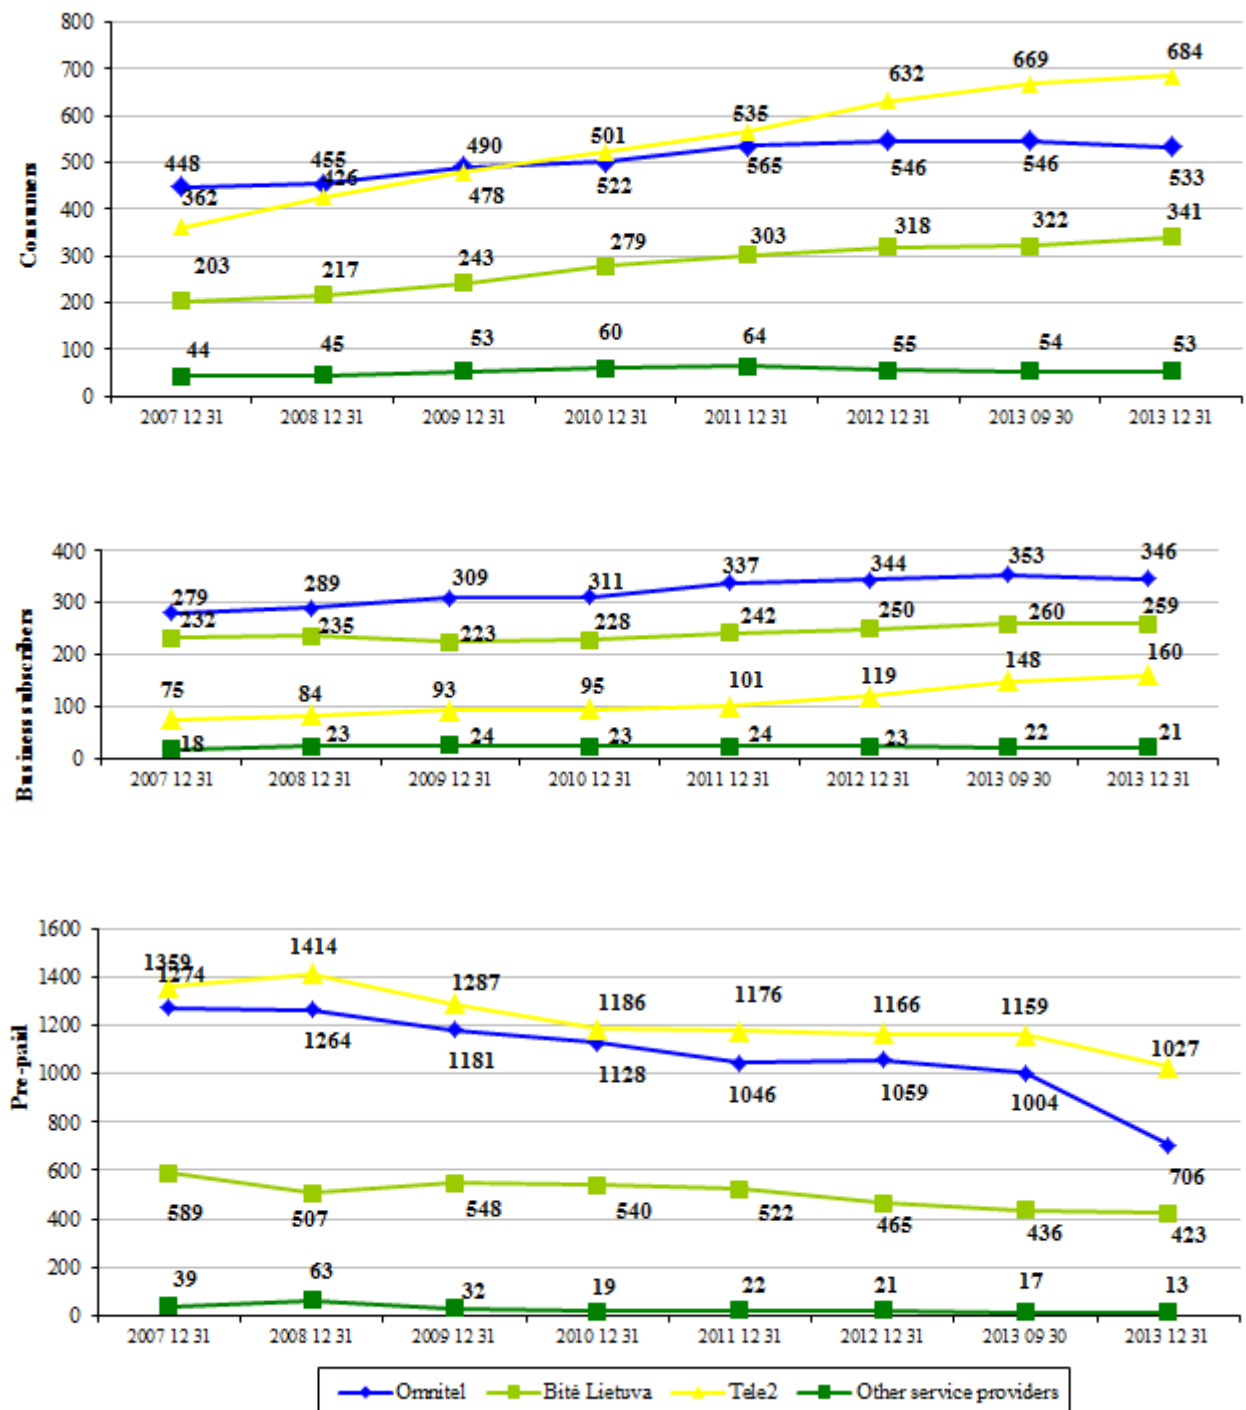 800
700
600
500
400
300
200
100
0
Consumers
448 455 490 501 535 632 669 684
362 426 478 522 565 546 546 533
203 217 243 279 303 318 322 341
44 45 53 60 64 55 54 53
2007 12 31 2008 12 31 2009 12 31 2010 12 31 2011 12 31 2012 12 31 2013 09 30 2013 12 31
400
300
200
100
0
Business subscribers
279 289 309 311 337 344 353 346
232 235 223 228 242 250 260 259
75 84 93 95 101 119 148 160
18 23 24 23 24 23 22 21
2007 12 31 2008 12 31 2009 12 31 2010 12 31 2011 12 31 2012 12 31 2013 09 30 2013 12 31
1600
1400
1200
1000
800
600
400
200
0
Pre-paid
1359 1414 1287 1186 1176 1166 1159 1027
1274 1264 1181 1128 1046 1059 1004 706
589 507 548 540 522 465 436 423
39 63 32 19 22 21 17 13
2007 12 31 2008 12 31 2009 12 31 2010 12 31 2011 12 31 2012 12 31 2013 09 30 2013 12 31
Omnitel Bitė Lietuva Tele2 Other service providers